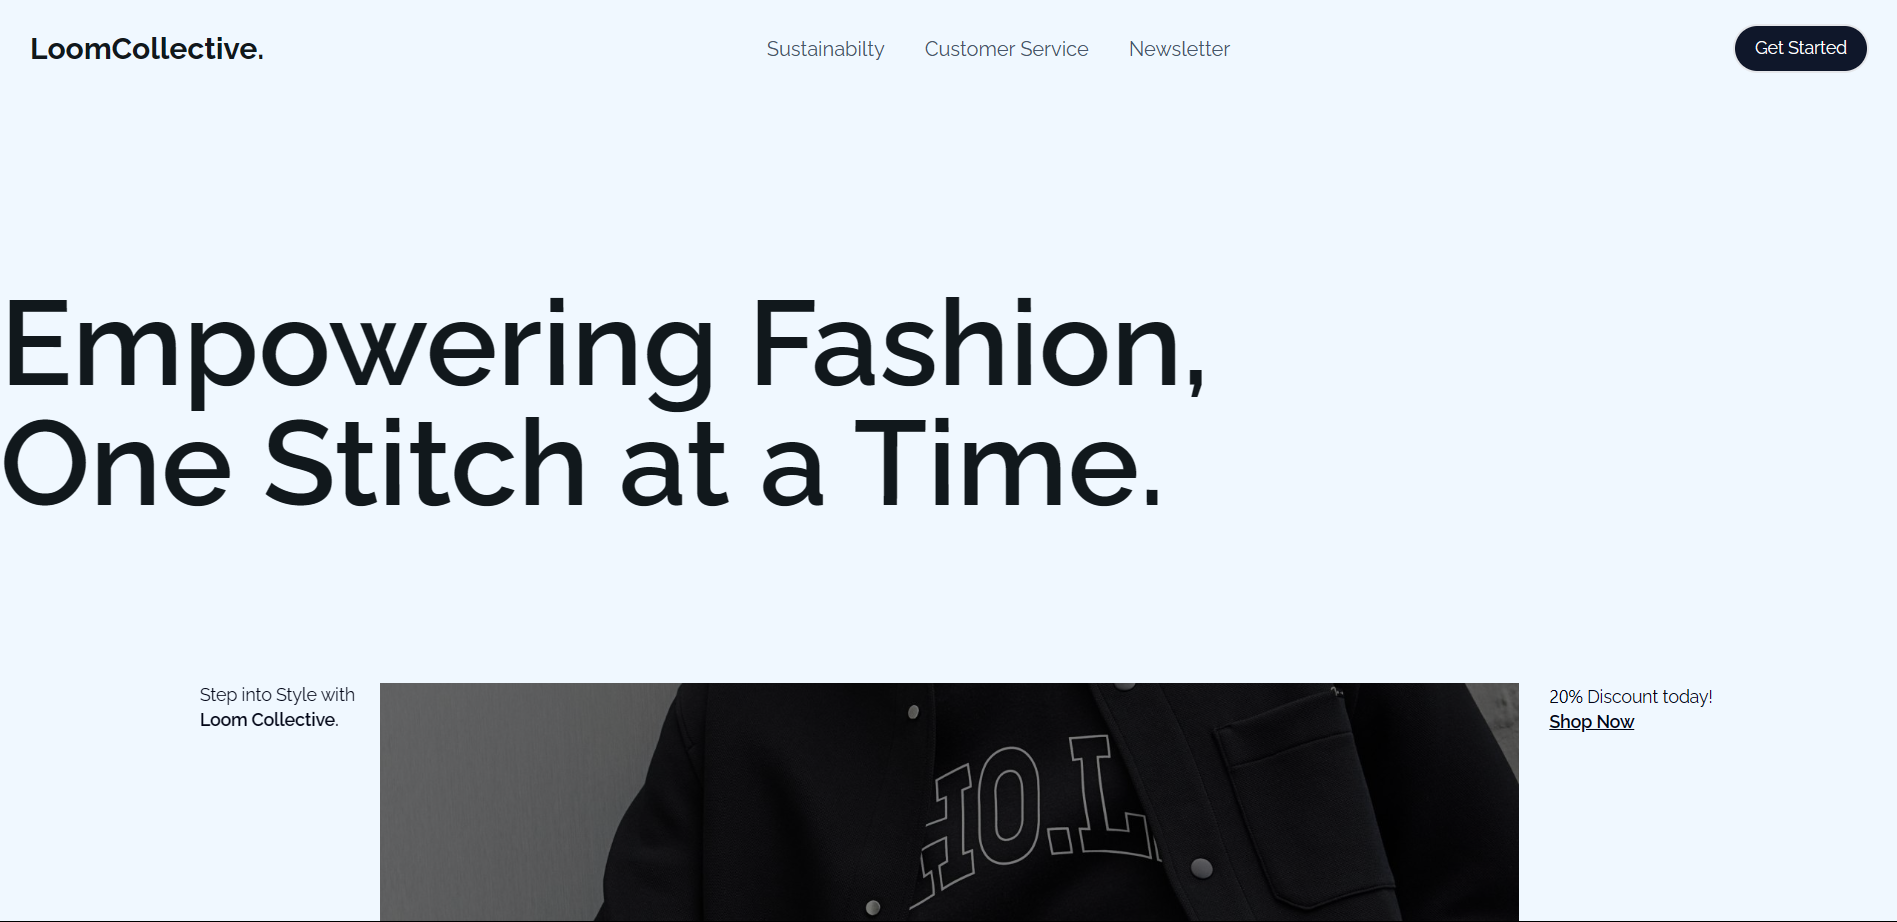 LoomCollective.
Sustainabilty
Customer Service
Newsletter
Get Started
Empowering Fashion,
One Stitch at a Time.
Step into Style with
Loom Collective.
HO.L
20% Discount today!
Shop Now